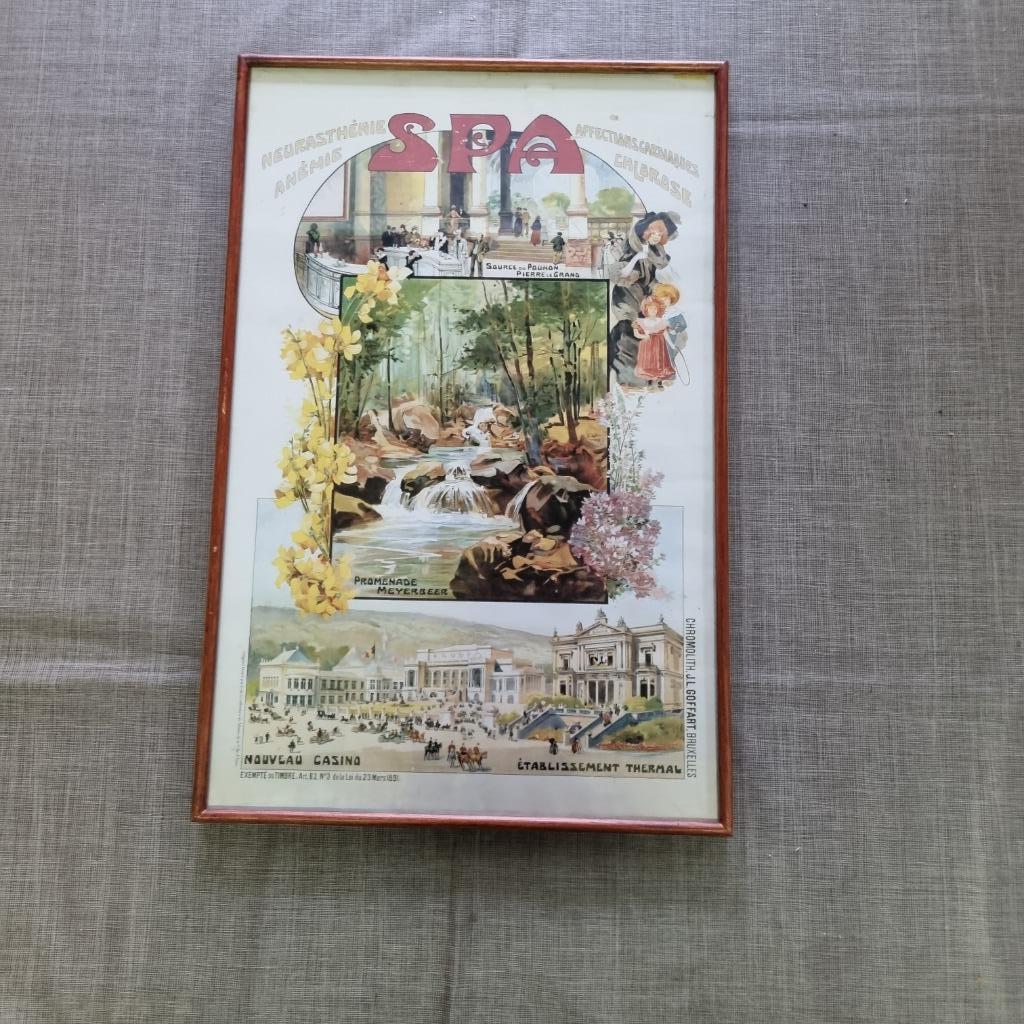 SPA
NEURASTHÉNIE
ANÉMIE
AFFECTIONS CARDIAQUES
CHLOROSE
SOURCE DU POUHON
PIERRE LE GRAND
PROMENADE
MEYERBEER
CHROMOLITH. J.L. GOFFART, BRUXELLES
NOUVEAU CASINO
ÉTABLISSEMENT THERMAL
EXEMPTE DU TIMBRE. Art. 83. N°3 de la Loi du 23 Mars 1891.